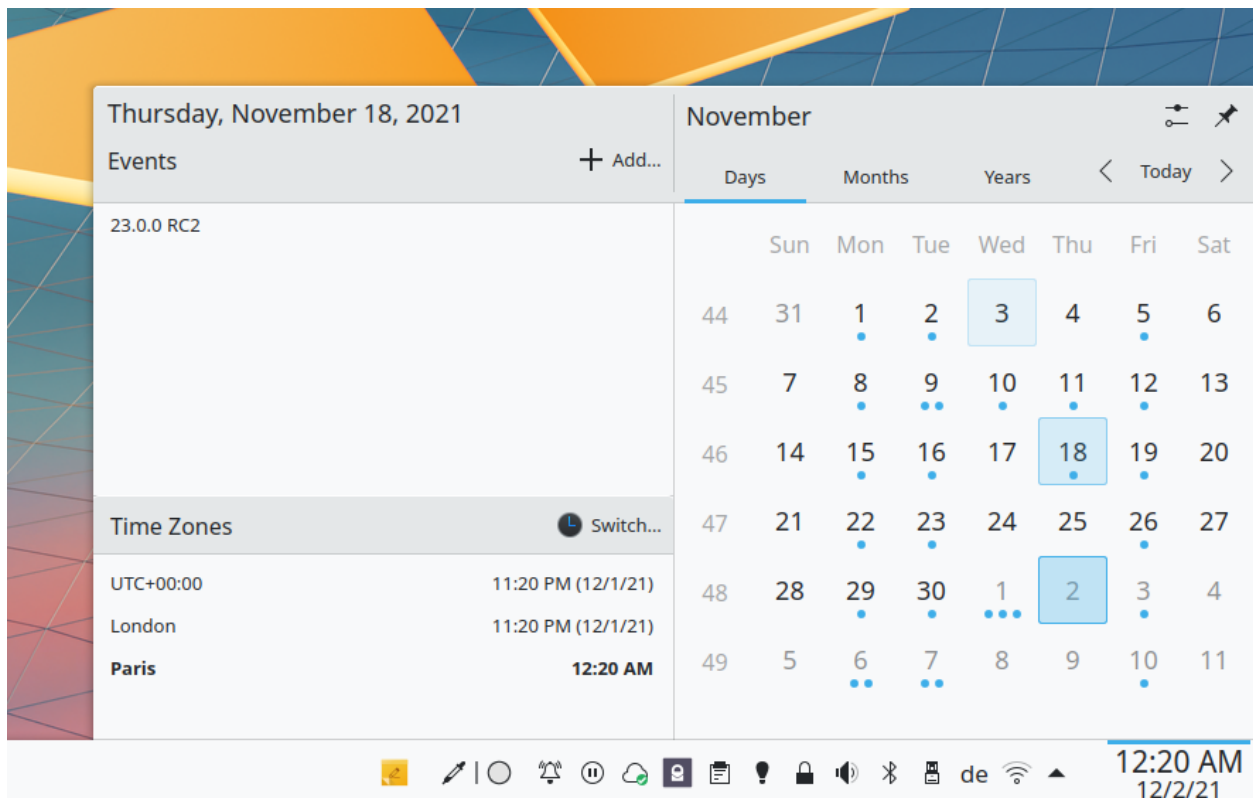 Thursday, November 18, 2021
Events
Add...
23.0.0 RC2
Time Zones
Switch...
UTC+00:00 11:20 PM (12/1/21)
London 11:20 PM (12/1/21)
Paris 12:20 AM
November
Days Months Years Today
Sun Mon Tue Wed Thu Fri Sat
44 31 1 2 3 4 5 6
45 7 8 9 10 11 12 13
46 14 15 16 17 18 19 20
47 21 22 23 24 25 26 27
48 28 29 30 1 2 3 4
49 5 6 7 8 9 10 11
de
12:20 AM
12/2/21